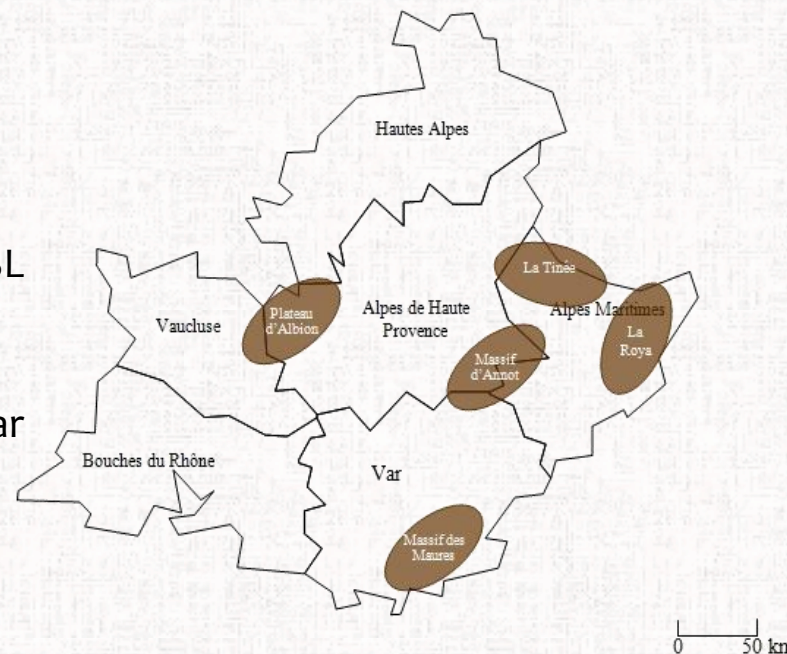 Hautes Alpes
La Tinée
Alpes Maritimes
Plateau
d'Albion
Alpes de Haute
Provence
Vaucluse
La
Roya
Massif
d'Annot
ar
Bouches du Rhône
Var
Massif des
Maures
0 50 km